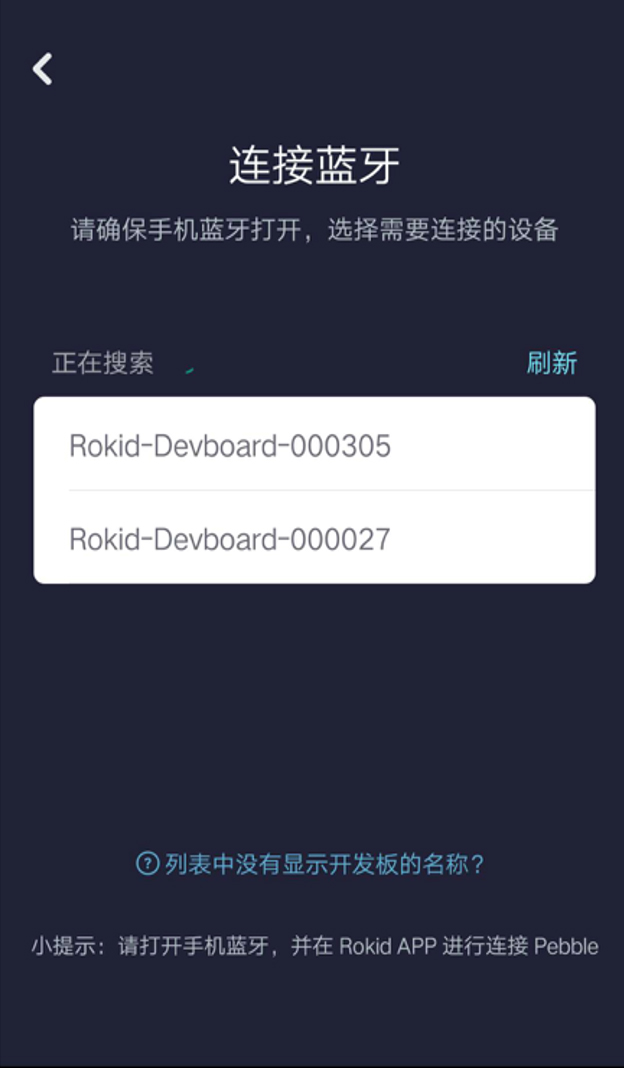 连接蓝牙
请确保手机蓝牙打开，选择需要连接的设备
正在搜索 刷新
Rokid-Devboard-000305
Rokid-Devboard-000027
? 列表中没有显示开发板的名称？
小提示：请打开手机蓝牙，并在 Rokid APP 进行连接 Pebble